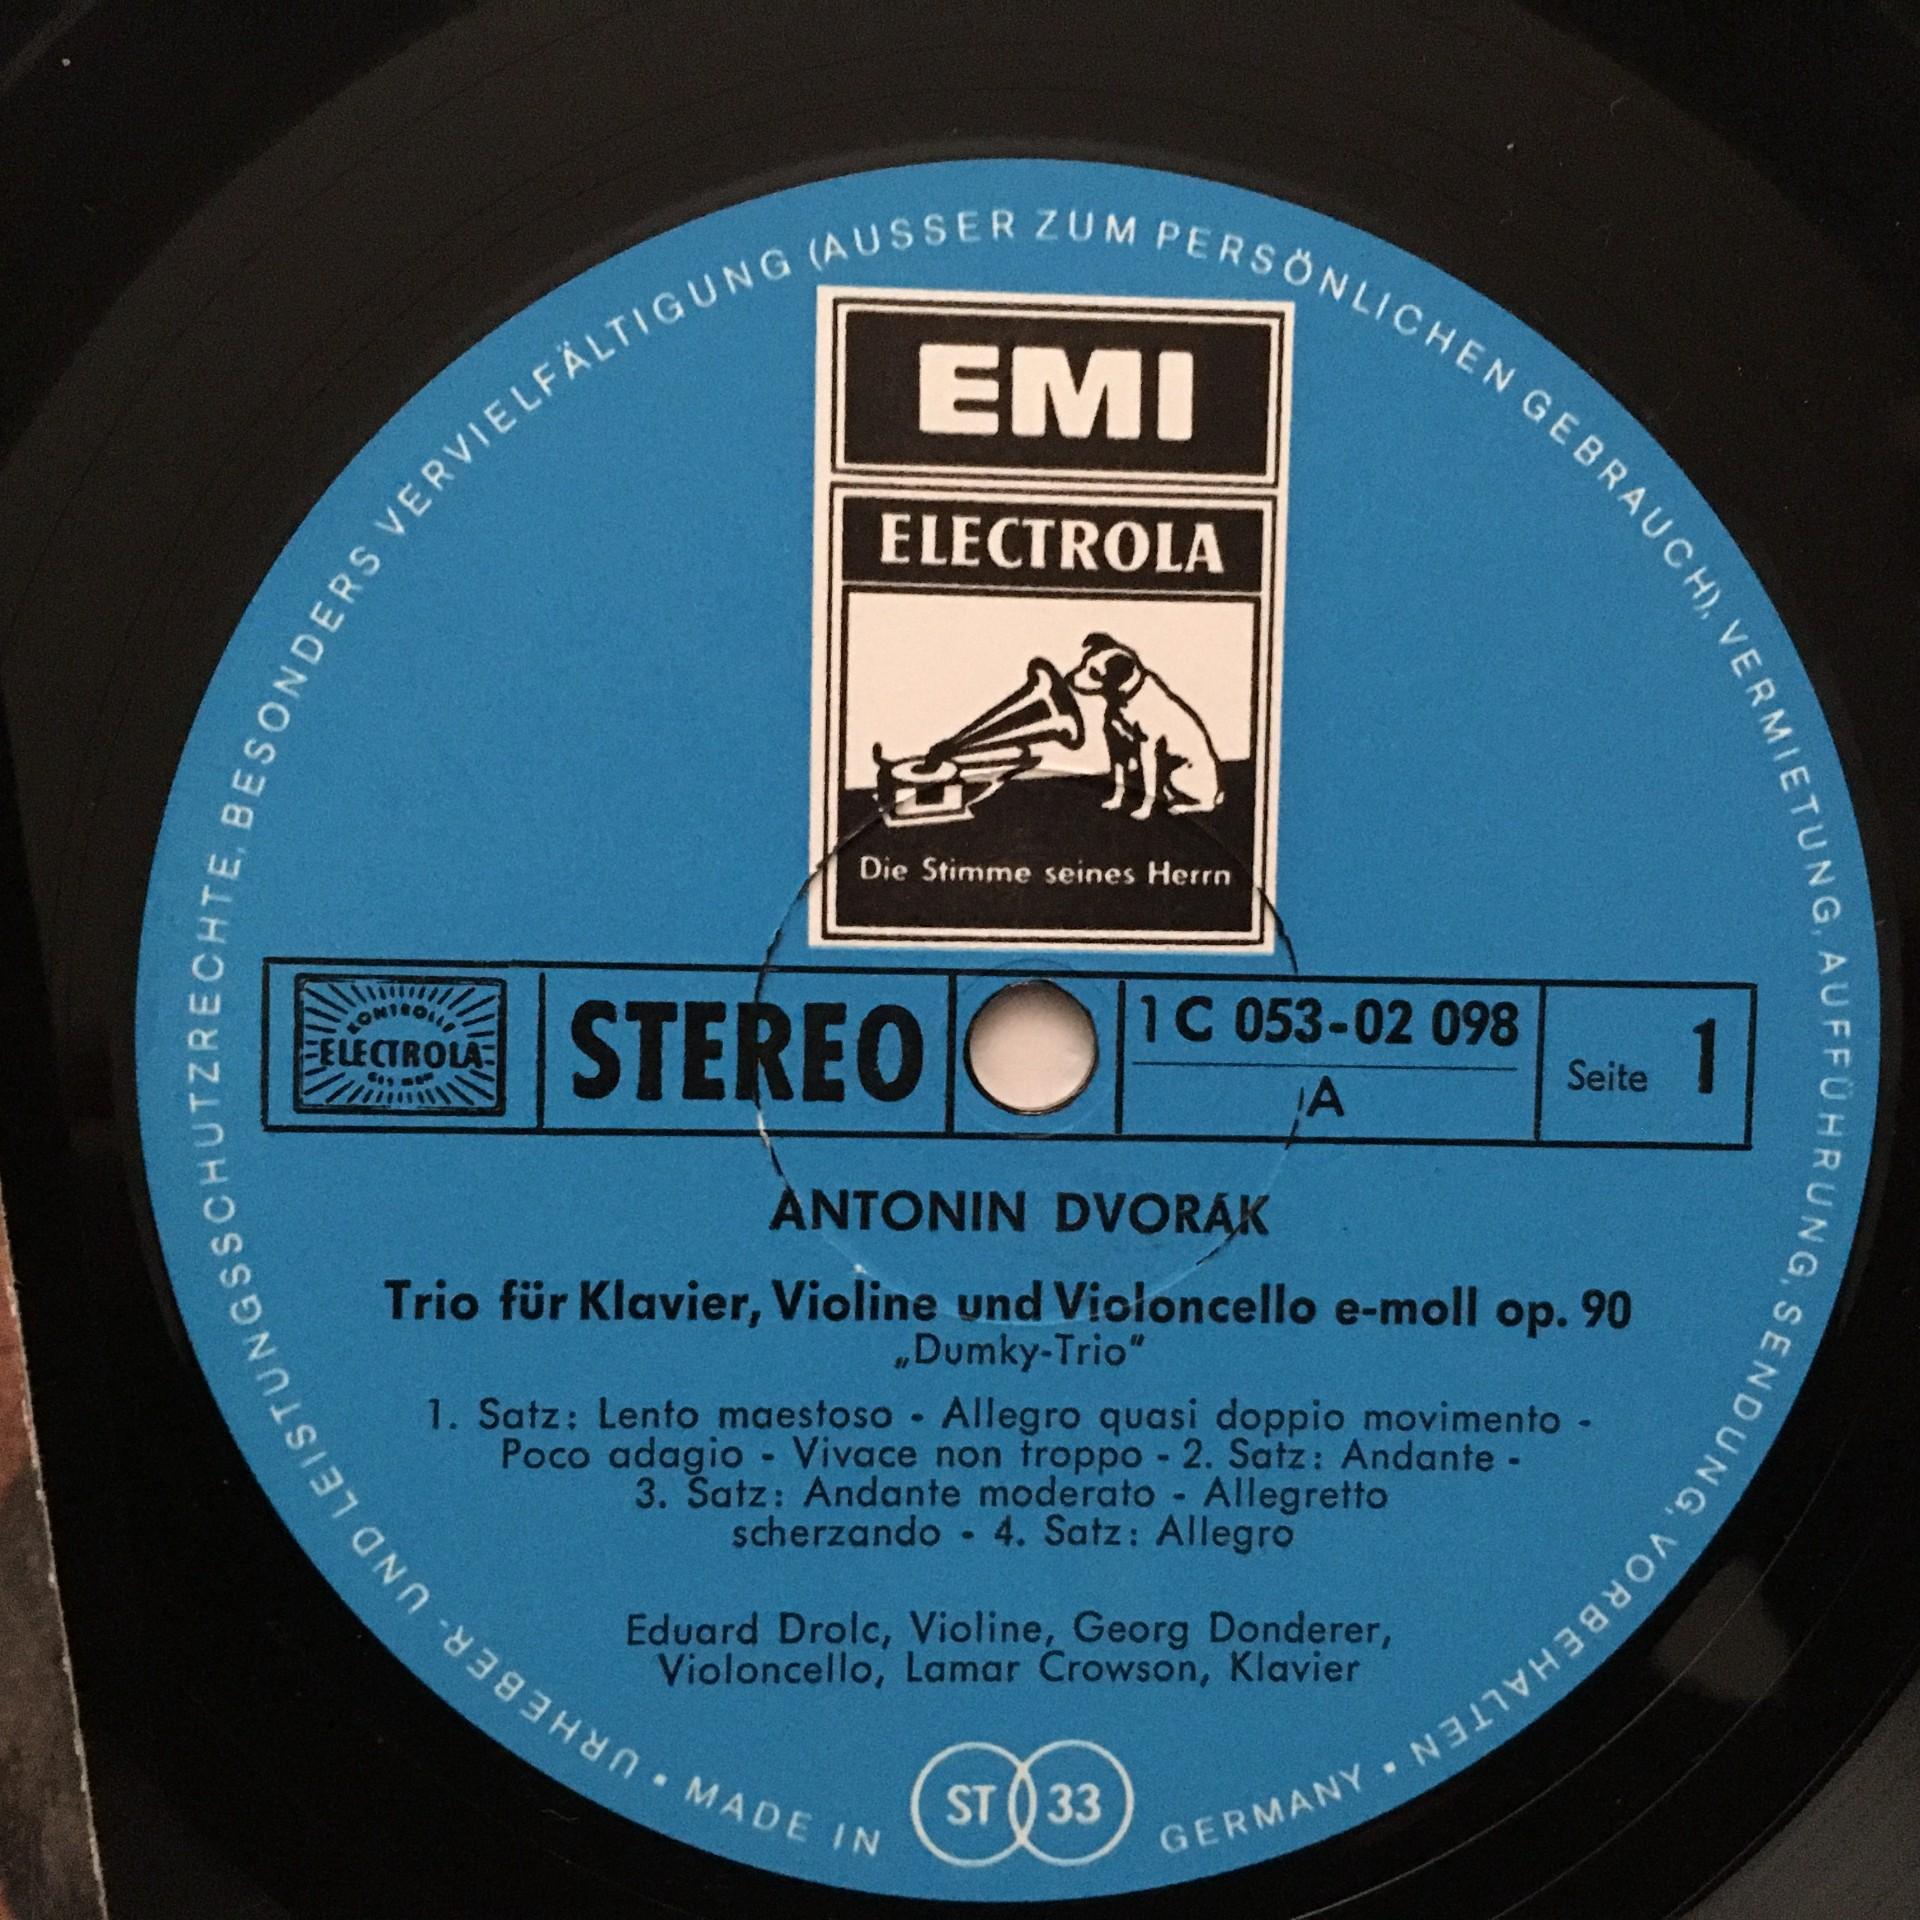 EMI
ELECTROLA
Die Stimme seines Herrn
KONTROLLE
ELECTROLA
STEREO
1 C 053-02 098
A
Seite 1
ANTONIN DVORÁK
Trio für Klavier, Violine und Violoncello e-moll op. 90
„Dumky-Trio"
1. Satz: Lento maestoso - Allegro quasi doppio movimento -
Poco adagio - Vivace non troppo - 2. Satz: Andante -
3. Satz: Andante moderato - Allegretto
scherzando - 4. Satz: Allegro
Eduard Drolc, Violine, Georg Donderer,
Violoncello, Lamar Crowson, Klavier
ST 33
URHEBER- UND LEISTUNGSSCHUTZRECHTE, BESONDERS VERVIELFÄLTIGUNG (AUSSER ZUM PERSÖNLICHEN GEBRAUCH), VERMIETUNG, AUFFÜHRUNG, SENDUNG, VORBEHALTEN •
• MADE IN GERMANY